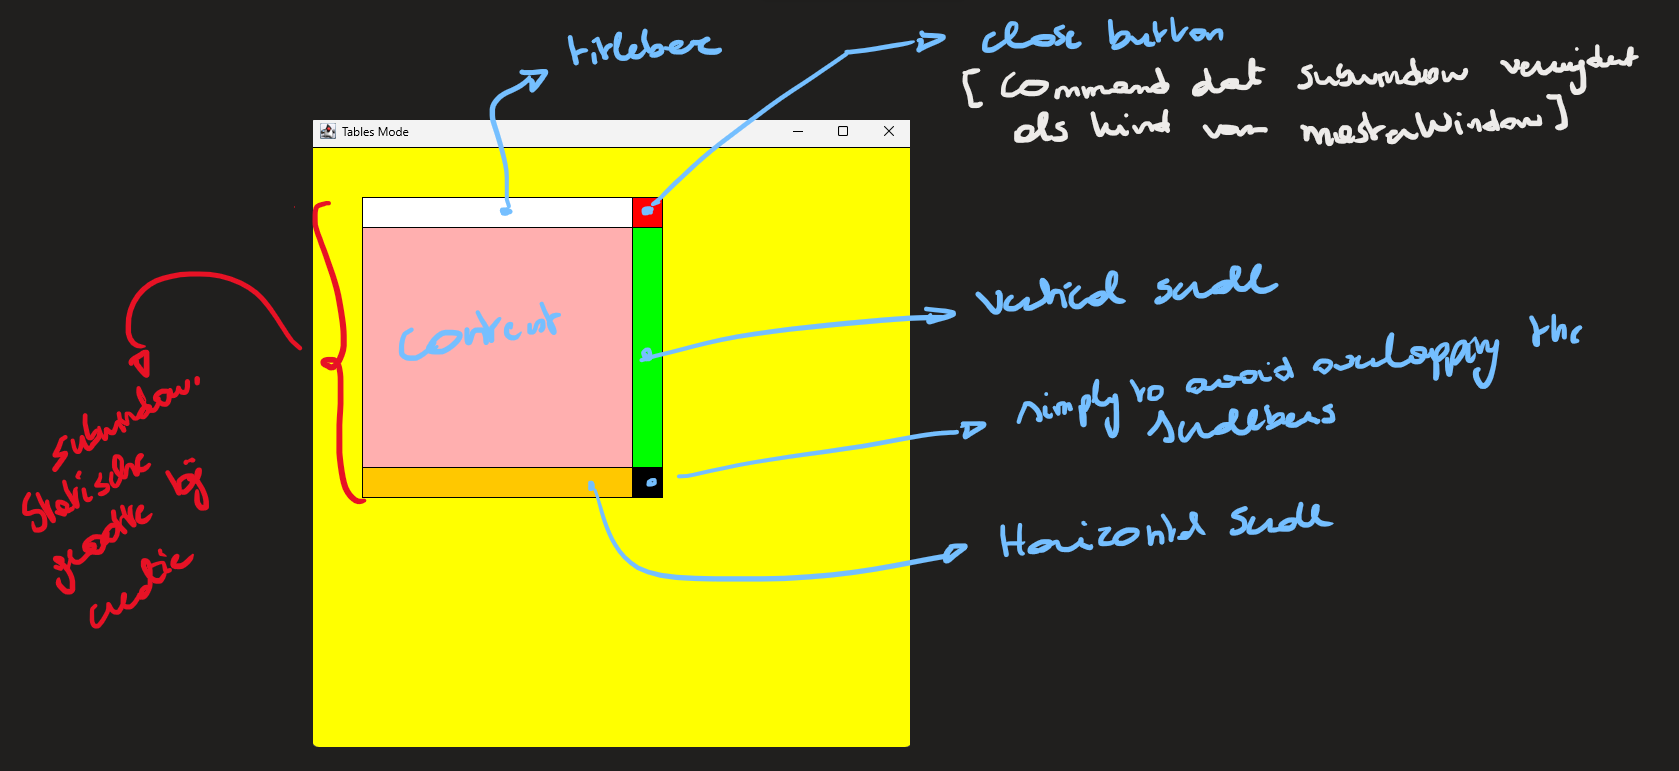 titlebar
close button
[ Command dat subwindow verwijdert
als kind van masterWindow ]
Tables Mode
content
vertical scroll
simply to avoid overlapping the
scrollbars
subwindow:
Statische
grootte bij
creatie
Horizontal Scroll